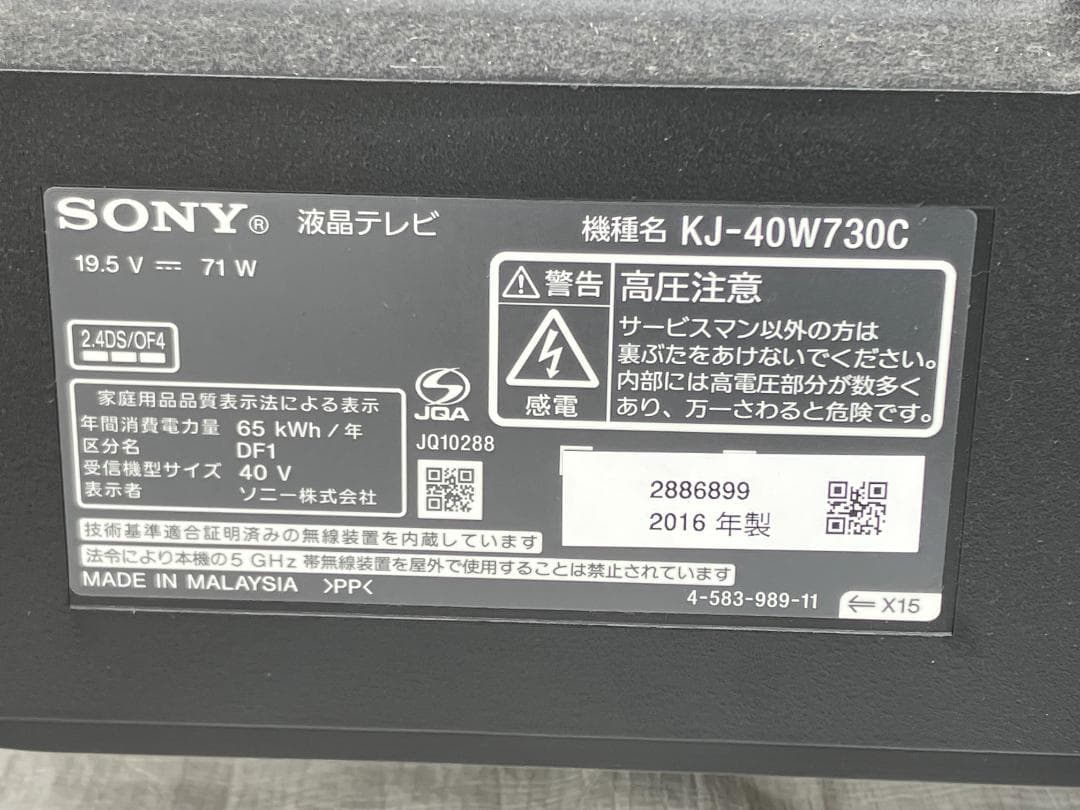 SONY® 液晶テレビ
機種名 KJ-40W730C
19.5 V ⎓ 71 W
2.4DS/OF4
⚠警告 高圧注意
感電
サービスマン以外の方は
裏ぶたをあけないでください。
内部には高電圧部分が数多く
あり、万一さわると危険です。
家庭用品品質表示法による表示
年間消費電力量 65 kWh / 年
区分名 DF1
受信機型サイズ 40 V
表示者 ソニー株式会社
JQA
JQ10288
2886899
2016 年製
技術基準適合証明済みの無線装置を内蔵しています
法令により本機の5 GHz 帯無線装置を屋外で使用することは禁止されています
MADE IN MALAYSIA >PP<
4-583-989-11 ⇐ X15